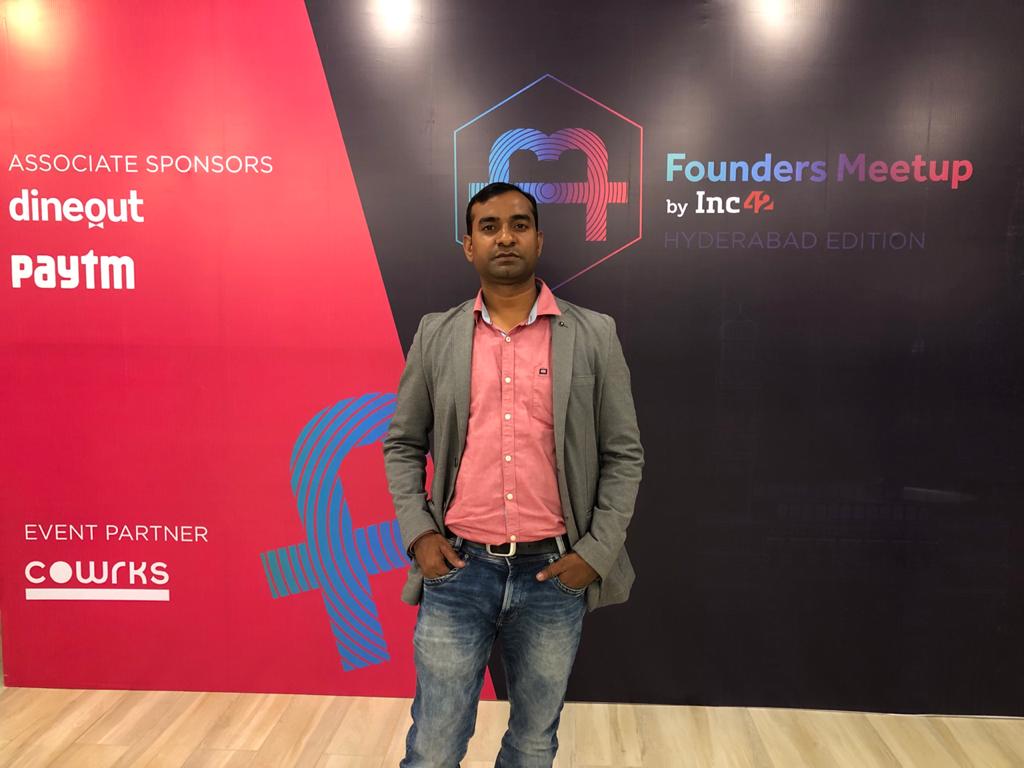 ASSOCIATE SPONSORS
dineout
paytm
Founders Meetup
by Inc42
HYDERABAD EDITION
EVENT PARTNER
COWRKS